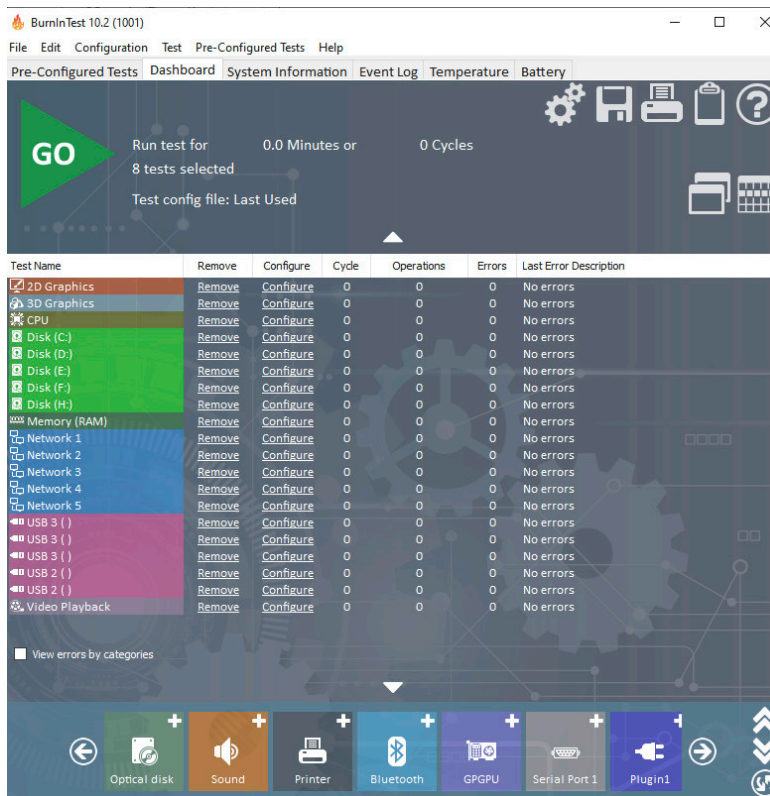 BurnInTest 10.2 (1001)
File Edit Configuration Test Pre-Configured Tests Help
Pre-Configured Tests Dashboard System Information Event Log Temperature Battery
GO
Run test for 0.0 Minutes or 0 Cycles
8 tests selected
Test config file: Last Used
Test Name Remove Configure Cycle Operations Errors Last Error Description
2D Graphics Remove Configure 0 0 0 No errors
3D Graphics Remove Configure 0 0 0 No errors
CPU Remove Configure 0 0 0 No errors
Disk (C:) Remove Configure 0 0 0 No errors
Disk (D:) Remove Configure 0 0 0 No errors
Disk (E:) Remove Configure 0 0 0 No errors
Disk (F:) Remove Configure 0 0 0 No errors
Disk (H:) Remove Configure 0 0 0 No errors
Memory (RAM) Remove Configure 0 0 0 No errors
Network 1 Remove Configure 0 0 0 No errors
Network 2 Remove Configure 0 0 0 No errors
Network 3 Remove Configure 0 0 0 No errors
Network 4 Remove Configure 0 0 0 No errors
Network 5 Remove Configure 0 0 0 No errors
USB 3 ( ) Remove Configure 0 0 0 No errors
USB 3 ( ) Remove Configure 0 0 0 No errors
USB 3 ( ) Remove Configure 0 0 0 No errors
USB 2 ( ) Remove Configure 0 0 0 No errors
USB 2 ( ) Remove Configure 0 0 0 No errors
Video Playback Remove Configure 0 0 0 No errors
View errors by categories
Optical disk Sound Printer Bluetooth GPGPU Serial Port 1 Plugin1